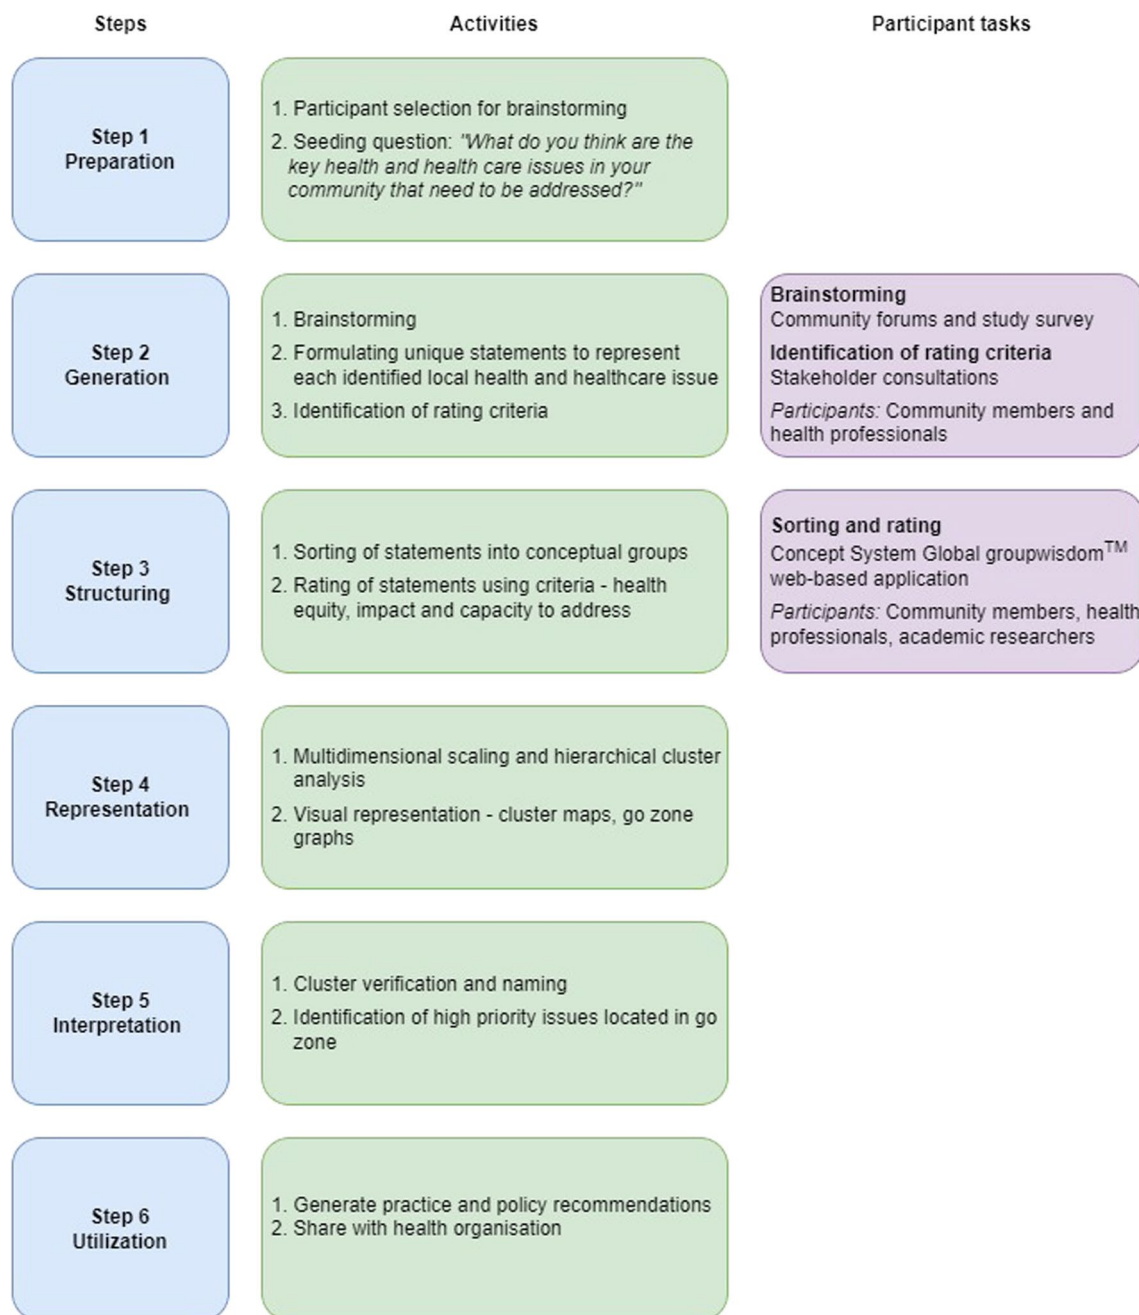 Steps
Activities
Participant tasks
Step 1
Preparation
1. Participant selection for brainstorming
2. Seeding question: "What do you think are the
key health and health care issues in your
community that need to be addressed?"
Step 2
Generation
1. Brainstorming
2. Formulating unique statements to represent
each identified local health and healthcare issue
3. Identification of rating criteria
Brainstorming
Community forums and study survey
Identification of rating criteria
Stakeholder consultations
Participants: Community members and
health professionals
Step 3
Structuring
1. Sorting of statements into conceptual groups
2. Rating of statements using criteria - health
equity, impact and capacity to address
Sorting and rating
Concept System Global groupwisdomTM
web-based application
Participants: Community members, health
professionals, academic researchers
Step 4
Representation
1. Multidimensional scaling and hierarchical cluster
analysis
2. Visual representation - cluster maps, go zone
graphs
Step 5
Interpretation
1. Cluster verification and naming
2. Identification of high priority issues located in go
zone
Step 6
Utilization
1. Generate practice and policy recommendations
2. Share with health organisation